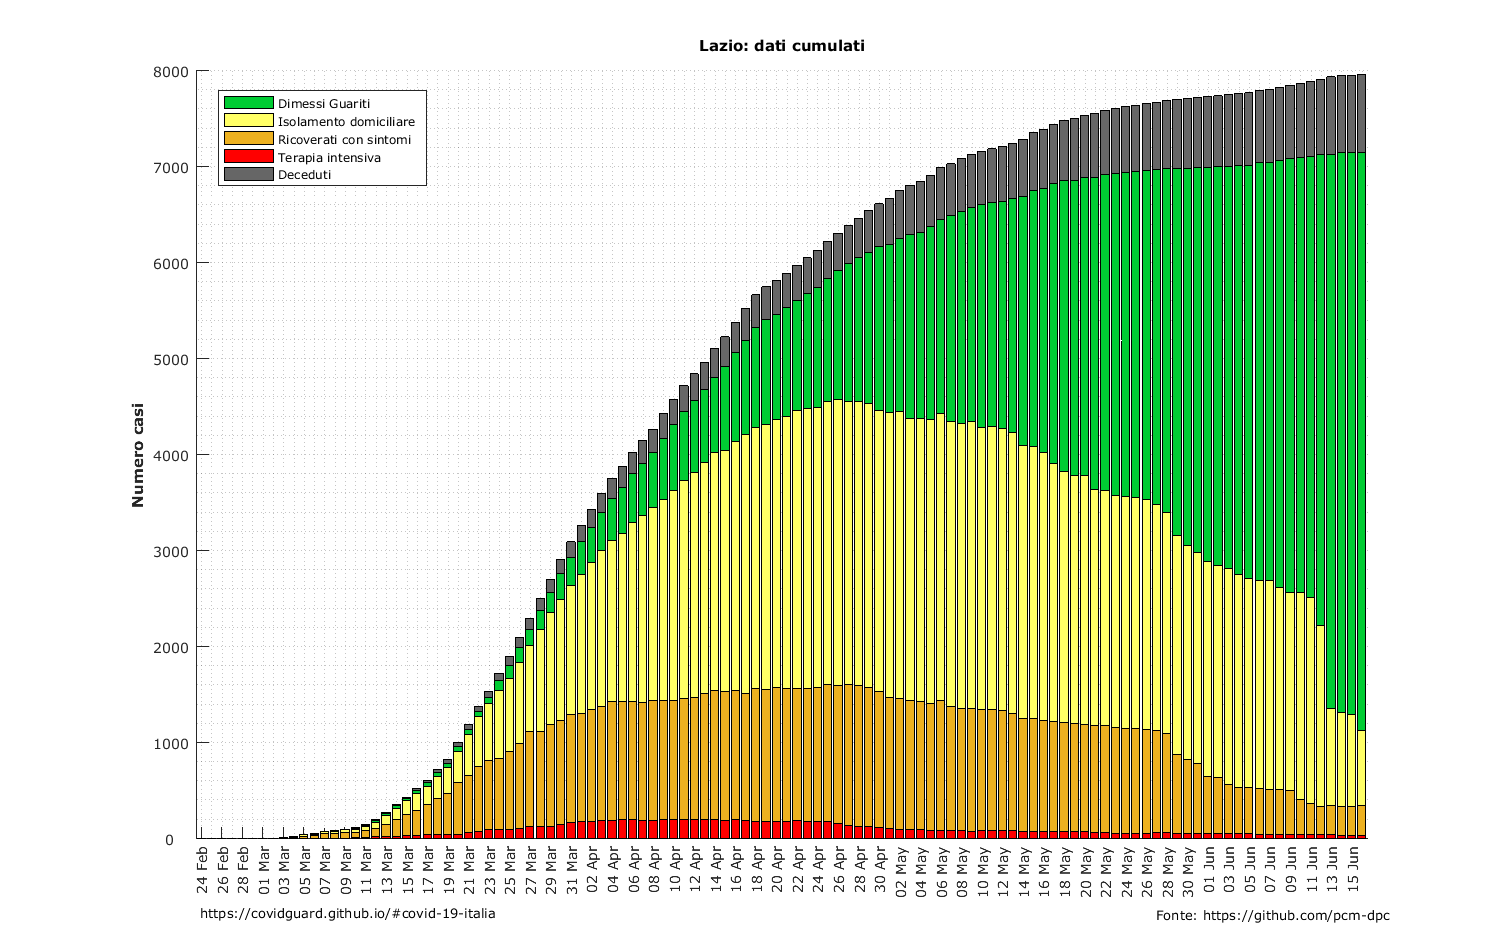 Lazio: dati cumulati
8000
7000
6000
5000
4000
3000
2000
1000
0
Numero casi
Dimessi Guariti
Isolamento domiciliare
Ricoverati con sintomi
Terapia intensiva
Deceduti
24 Feb
26 Feb
28 Feb
01 Mar
03 Mar
05 Mar
07 Mar
09 Mar
11 Mar
13 Mar
15 Mar
17 Mar
19 Mar
21 Mar
23 Mar
25 Mar
27 Mar
29 Mar
31 Mar
02 Apr
04 Apr
06 Apr
08 Apr
10 Apr
12 Apr
14 Apr
16 Apr
18 Apr
20 Apr
22 Apr
24 Apr
26 Apr
28 Apr
30 Apr
02 May
04 May
06 May
08 May
10 May
12 May
14 May
16 May
18 May
20 May
22 May
24 May
26 May
28 May
30 May
01 Jun
03 Jun
05 Jun
07 Jun
09 Jun
11 Jun
13 Jun
15 Jun
https://covidguard.github.io/#covid-19-italia
Fonte: https://github.com/pcm-dpc